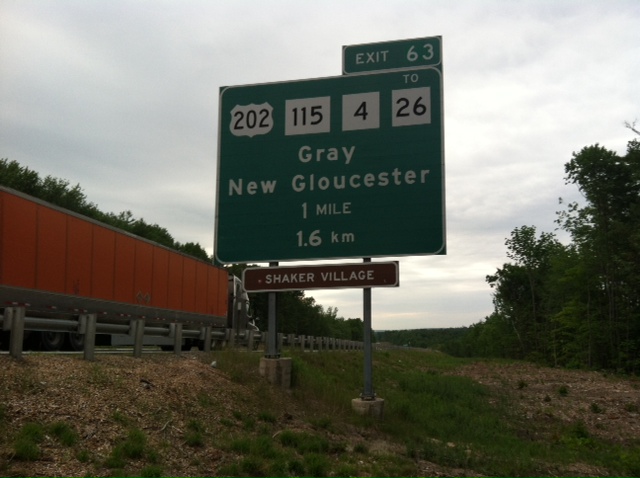 EXIT 63
TO
202 115 4 26
Gray
New Gloucester
1 MILE
1.6 km
SHAKER VILLAGE